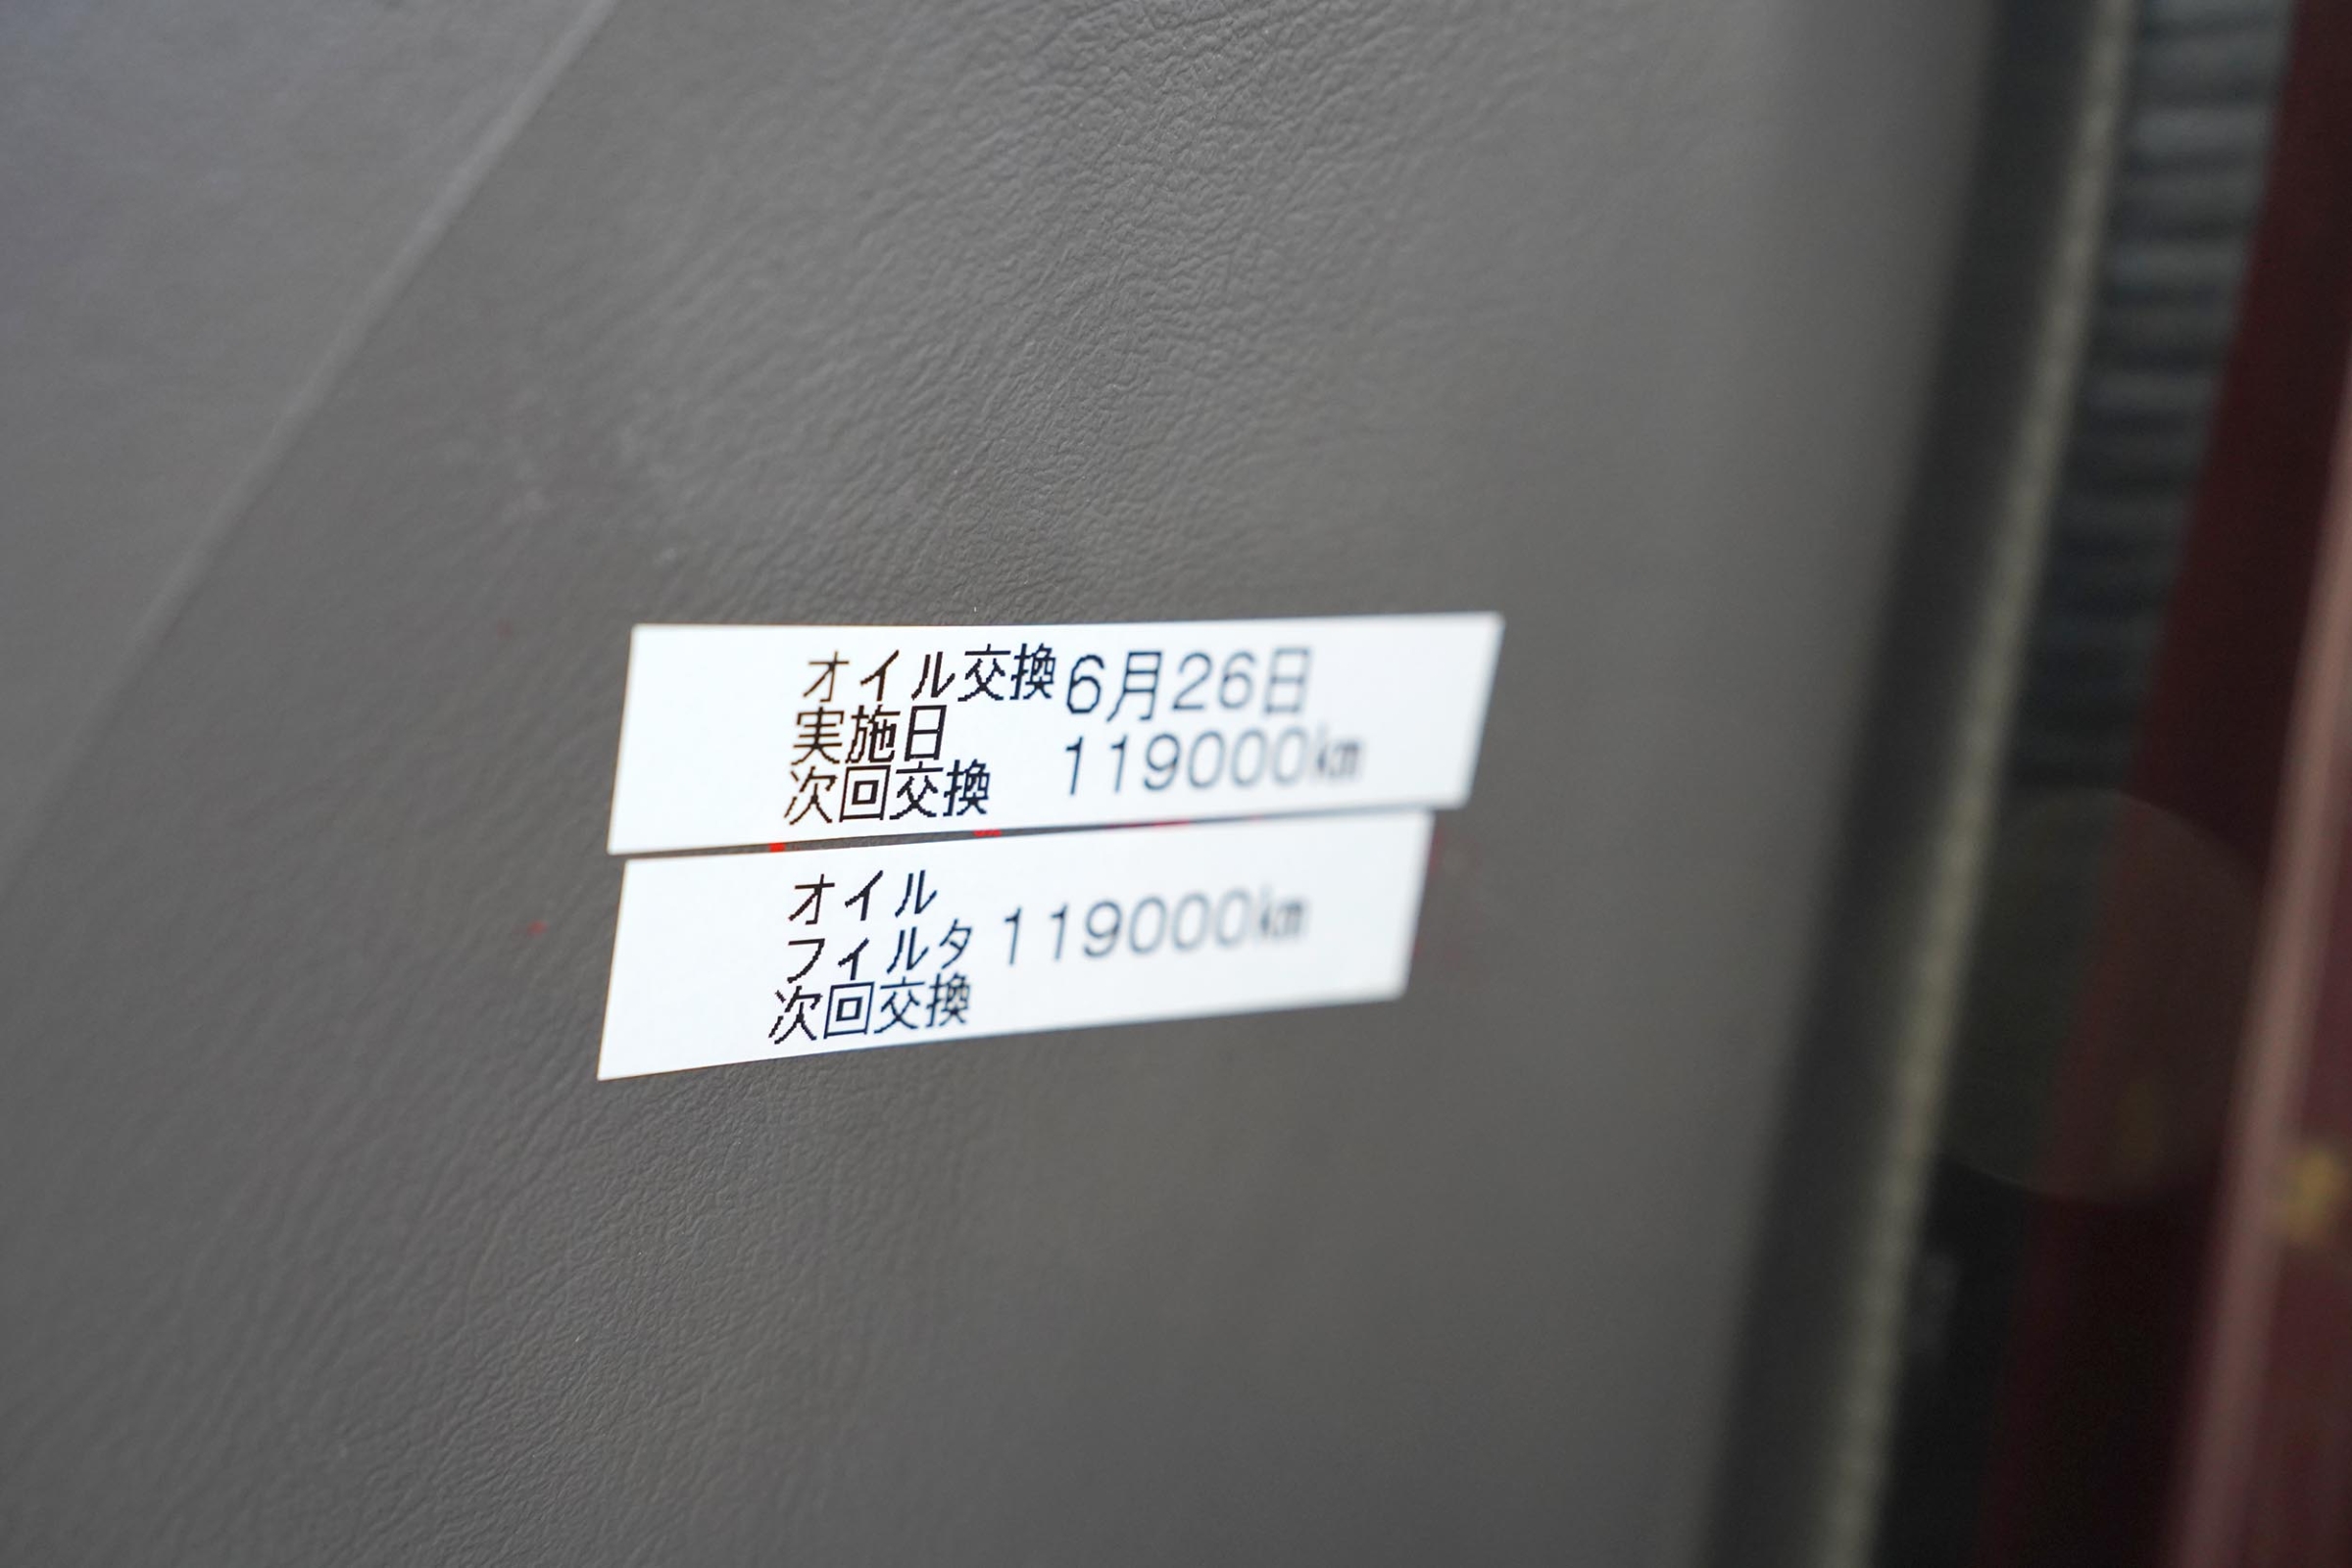 オイル交換 6月26日
実施日
次回交換 119000㎞
オイル
フィルタ 119000㎞
次回交換